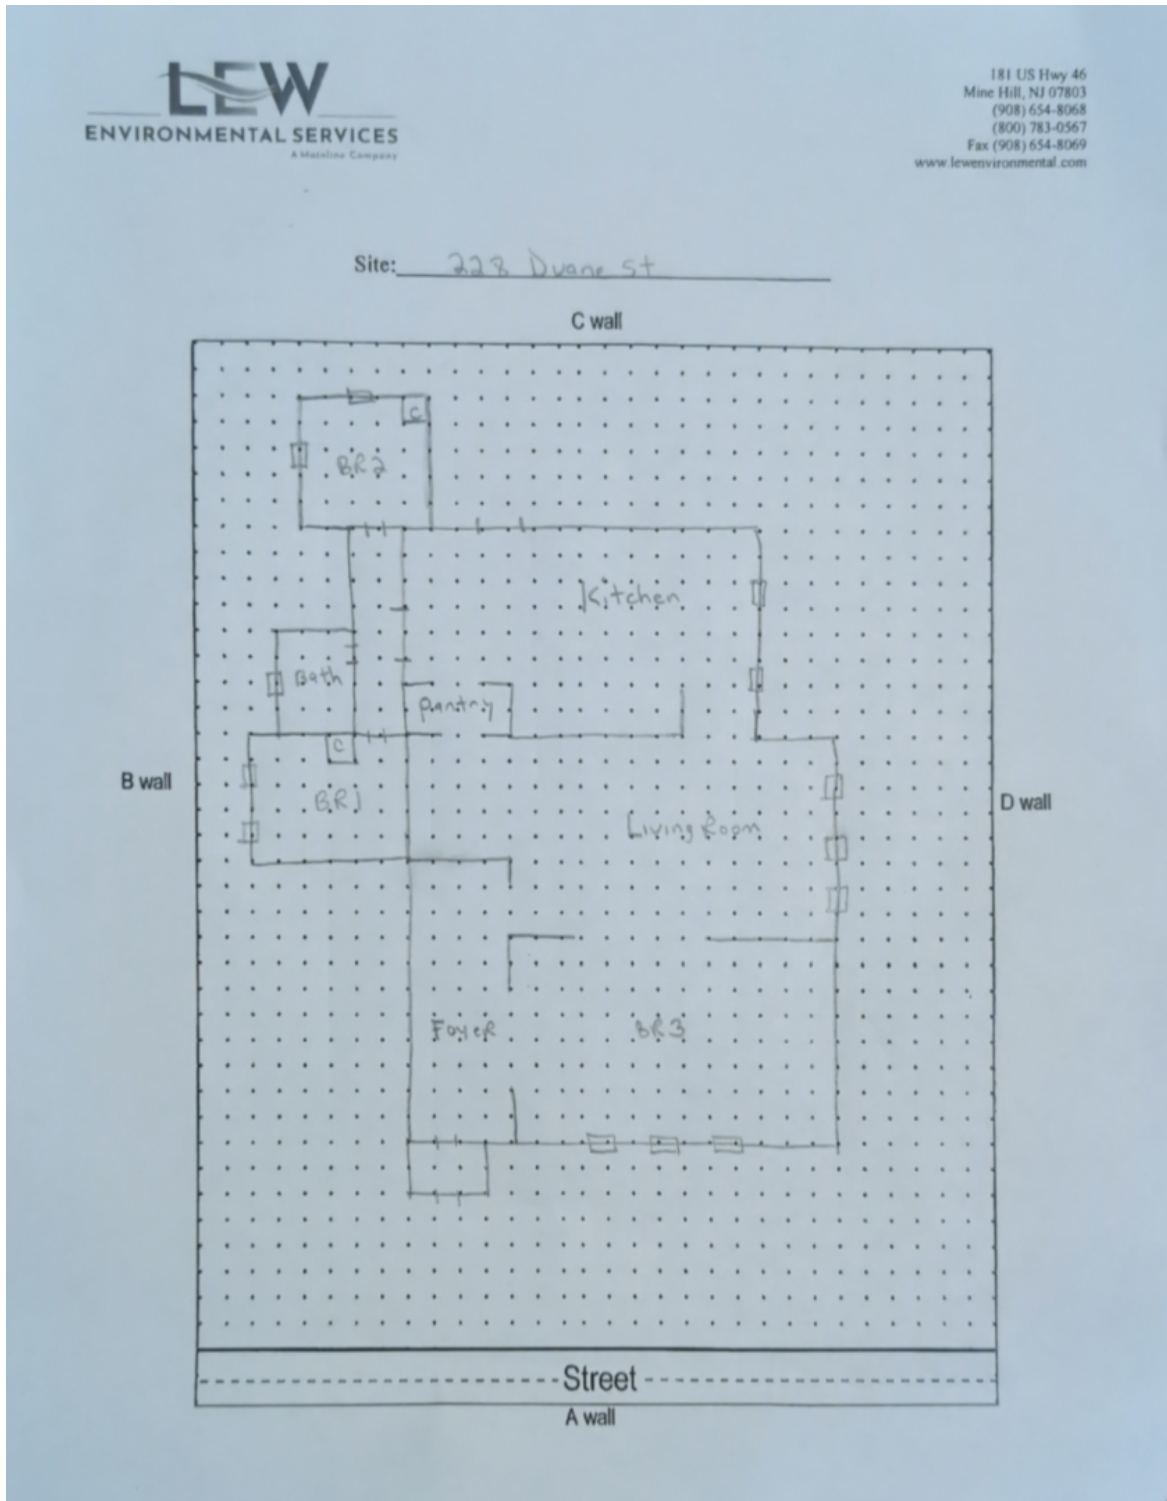 LEW
ENVIRONMENTAL SERVICES
181 US Hwy 46
Mine Hill, NJ 07803
(908) 654-8068
(800) 783-0567
Fax (908) 654-8069
www.lewenvironmental.com
Site: 228 Duane St
C wall
C
BR2
Kitchen
Bath
Pantry
C
B wall
BR1
D wall
Living Room
Foyer
BR3
Street
A wall